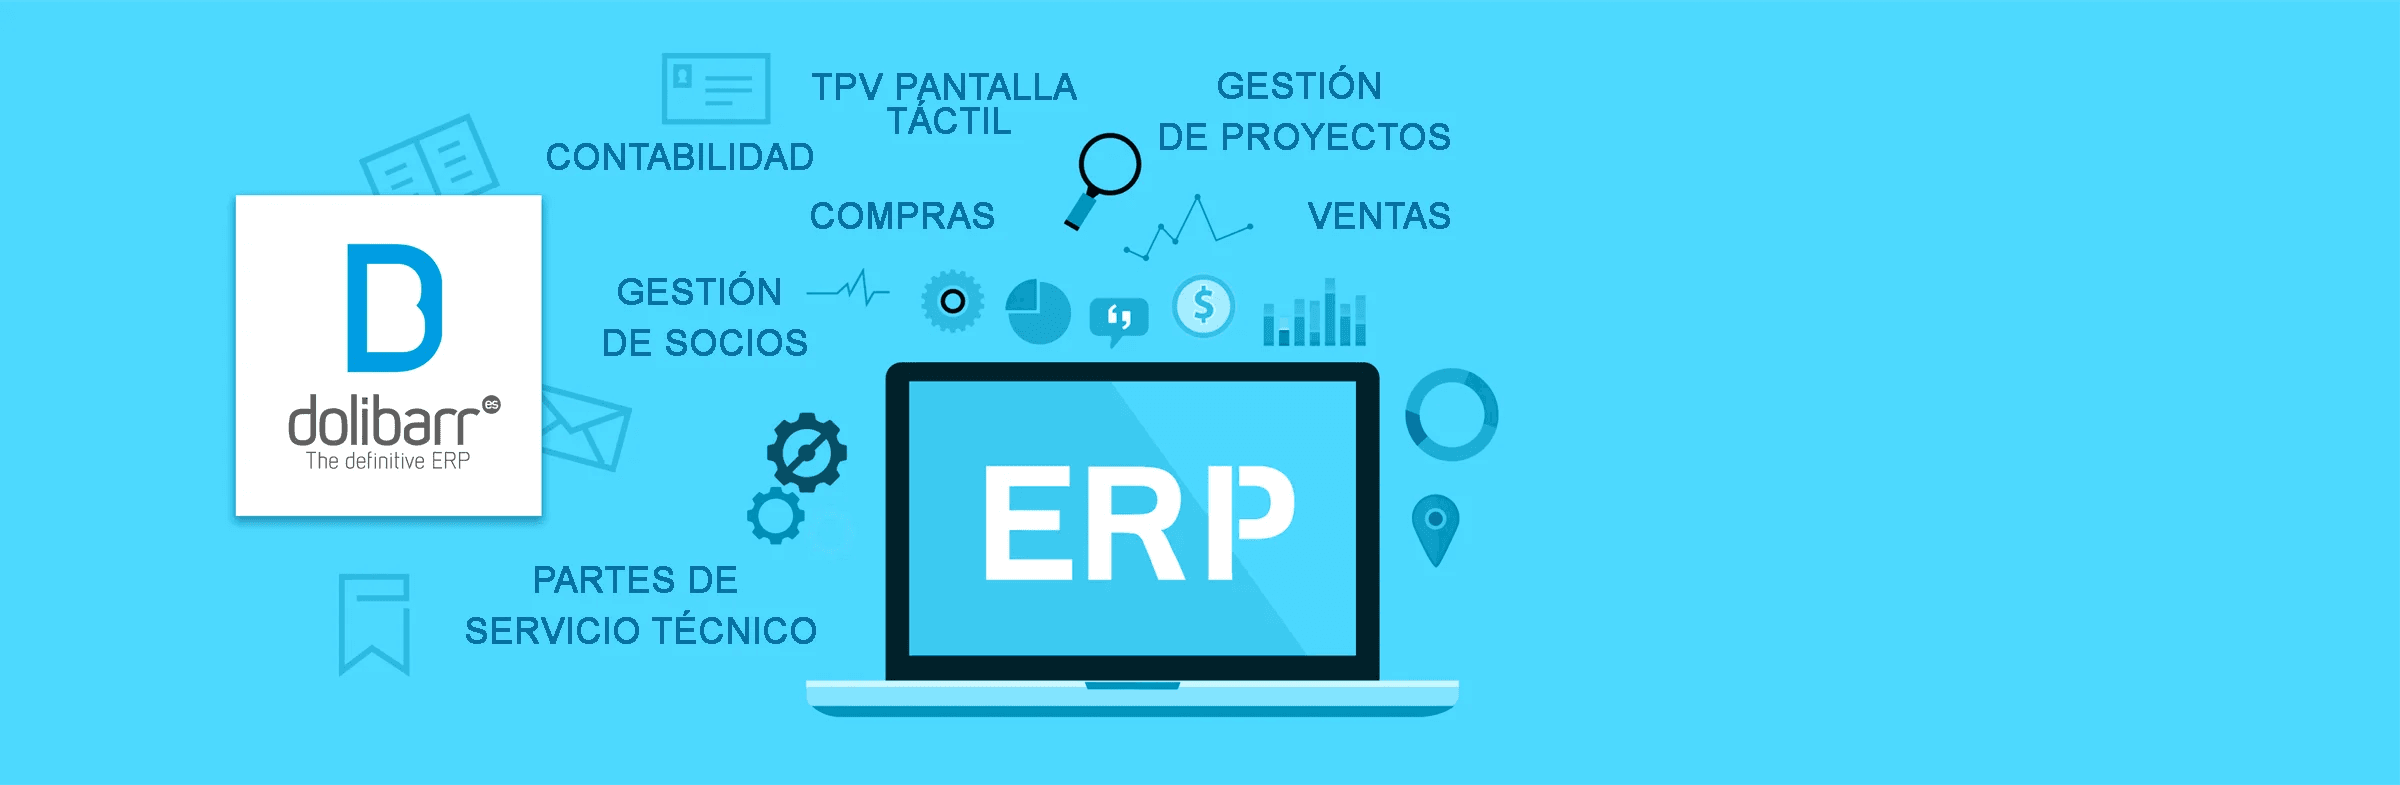 TPV PANTALLA
TÁCTIL
GESTIÓN
DE PROYECTOS
CONTABILIDAD
COMPRAS
VENTAS
GESTIÓN
DE SOCIOS
dolibarr es
The definitive ERP
$
ERP
PARTES DE
SERVICIO TÉCNICO